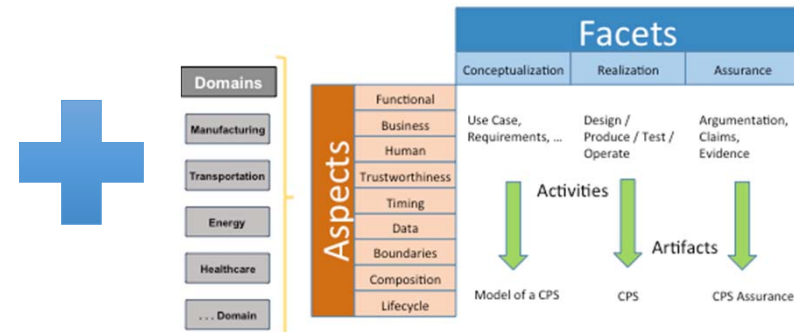 Domains
Manufacturing
Transportation
Energy
Healthcare
... Domain
Aspects
Functional
Business
Human
Trustworthiness
Timing
Data
Boundaries
Composition
Lifecycle
Facets
Conceptualization
Realization
Assurance
Use Case,
Requirements, ...
Design /
Produce / Test /
Operate
Argumentation,
Claims,
Evidence
Activities
Artifacts
Model of a CPS
CPS
CPS Assurance